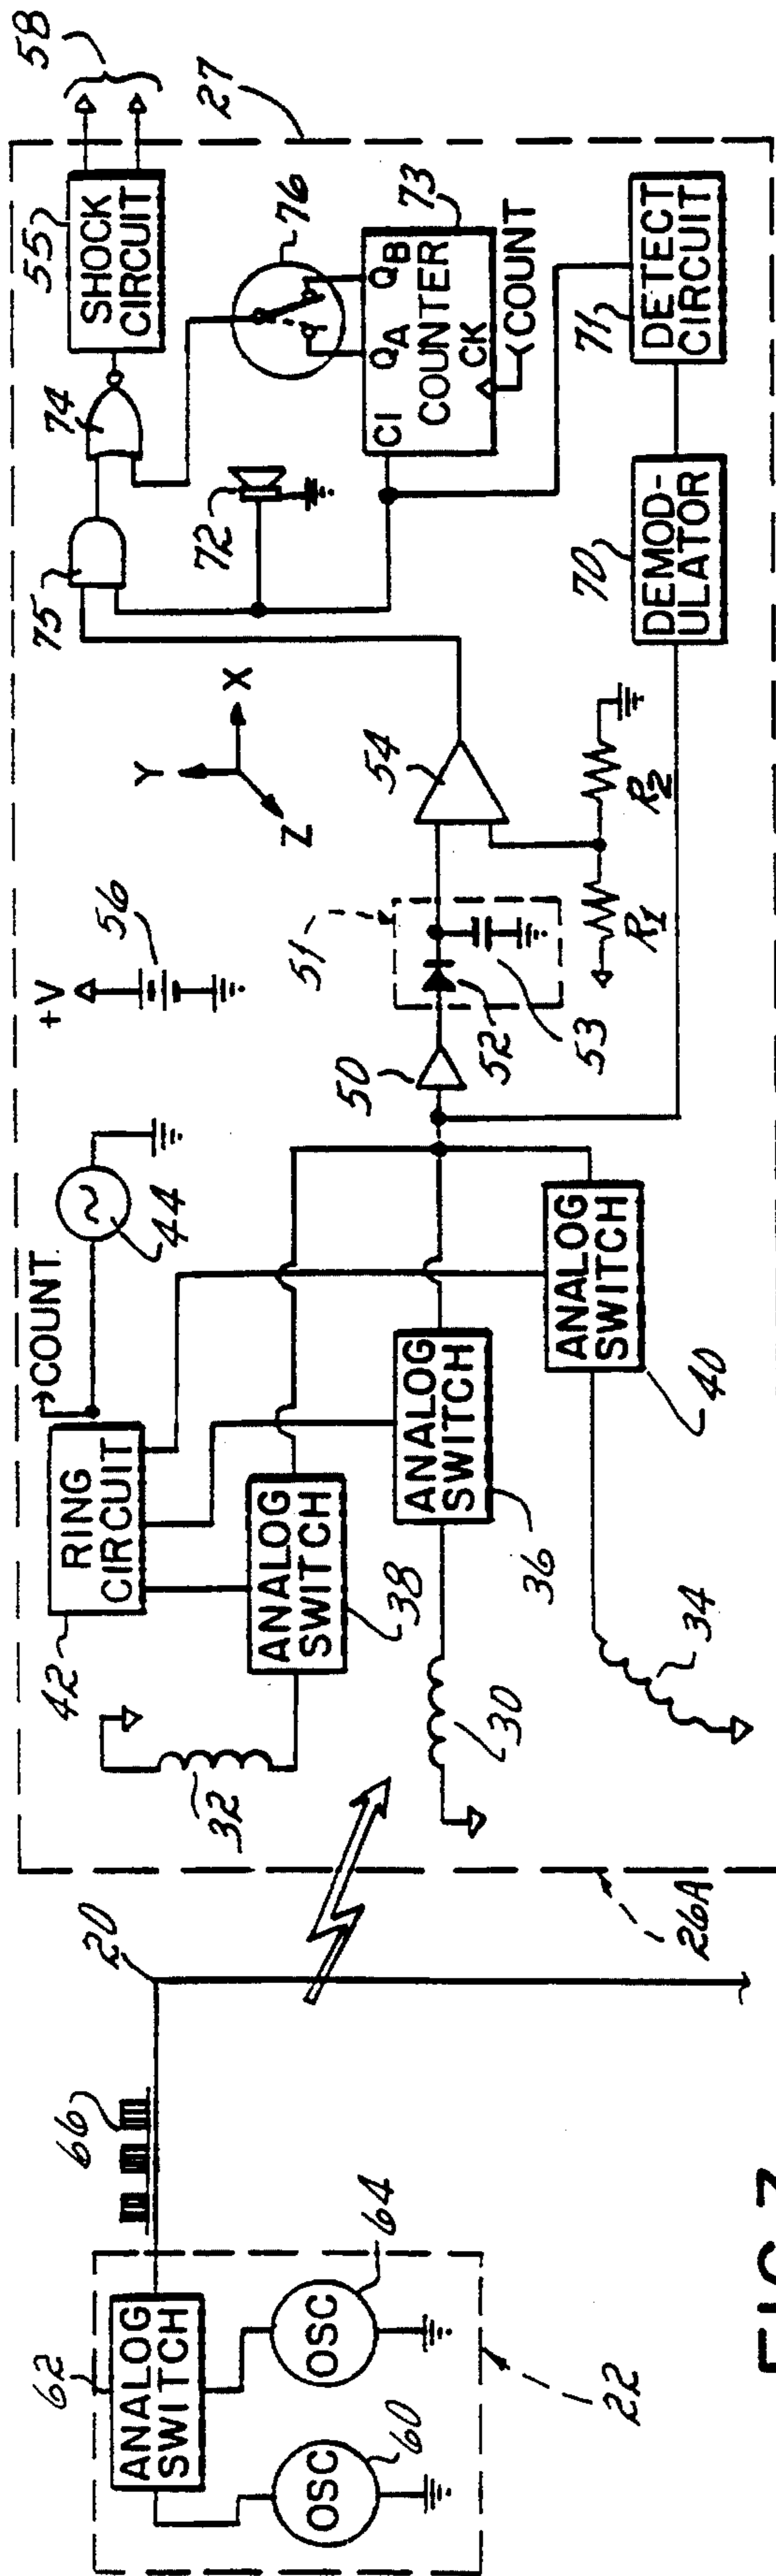 62
ANALOG
SWITCH
OSC
60
OSC
64
22
66
20
26A
27
42
RING
CIRCUIT
COUNT
44
+V
56
32
ANALOG
SWITCH
38
30
ANALOG
SWITCH
36
34
ANALOG
SWITCH
40
50
51
52
53
54
R1
R2
Y
X
Z
75
74
55
SHOCK
CIRCUIT
58
72
76
CI QA QB
COUNTER
CK
73
COUNT
70
DEMOD-
ULATOR
71
DETECT
CIRCUIT